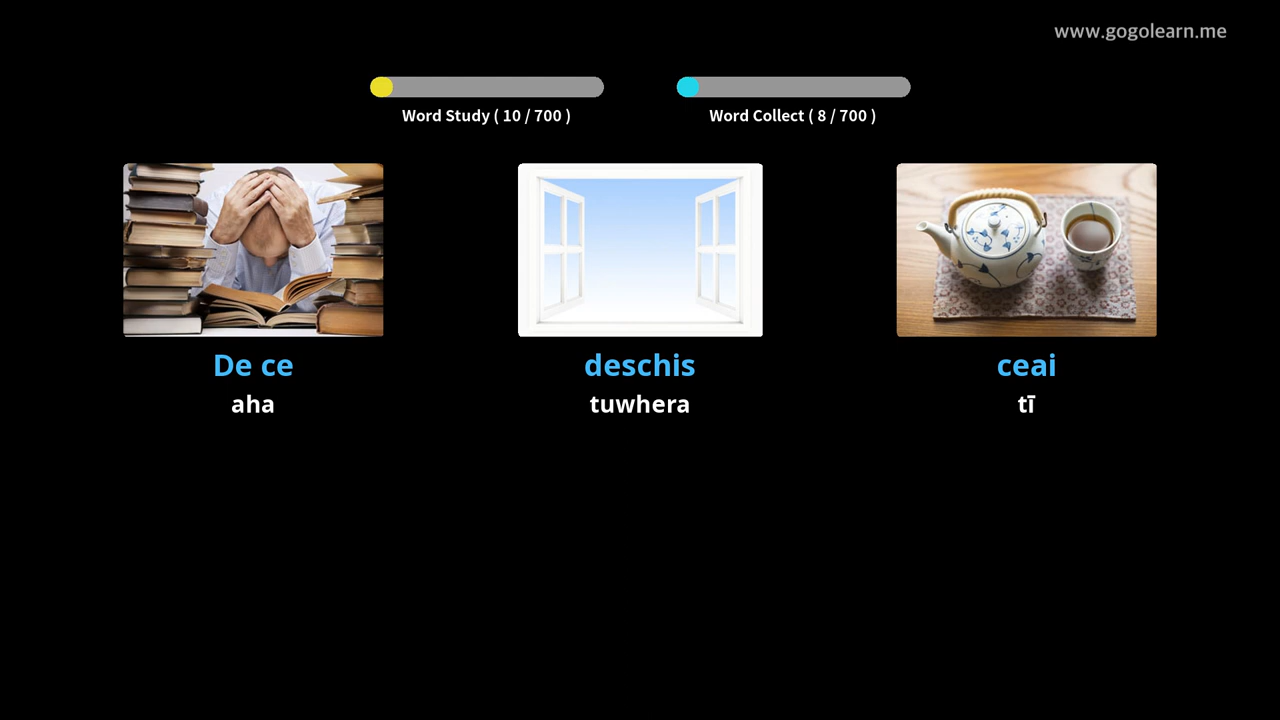 www.gogolearn.me
Word Study ( 10 / 700 )
Word Collect ( 8 / 700 )
De ce
aha
deschis
tuwhera
ceai
tī